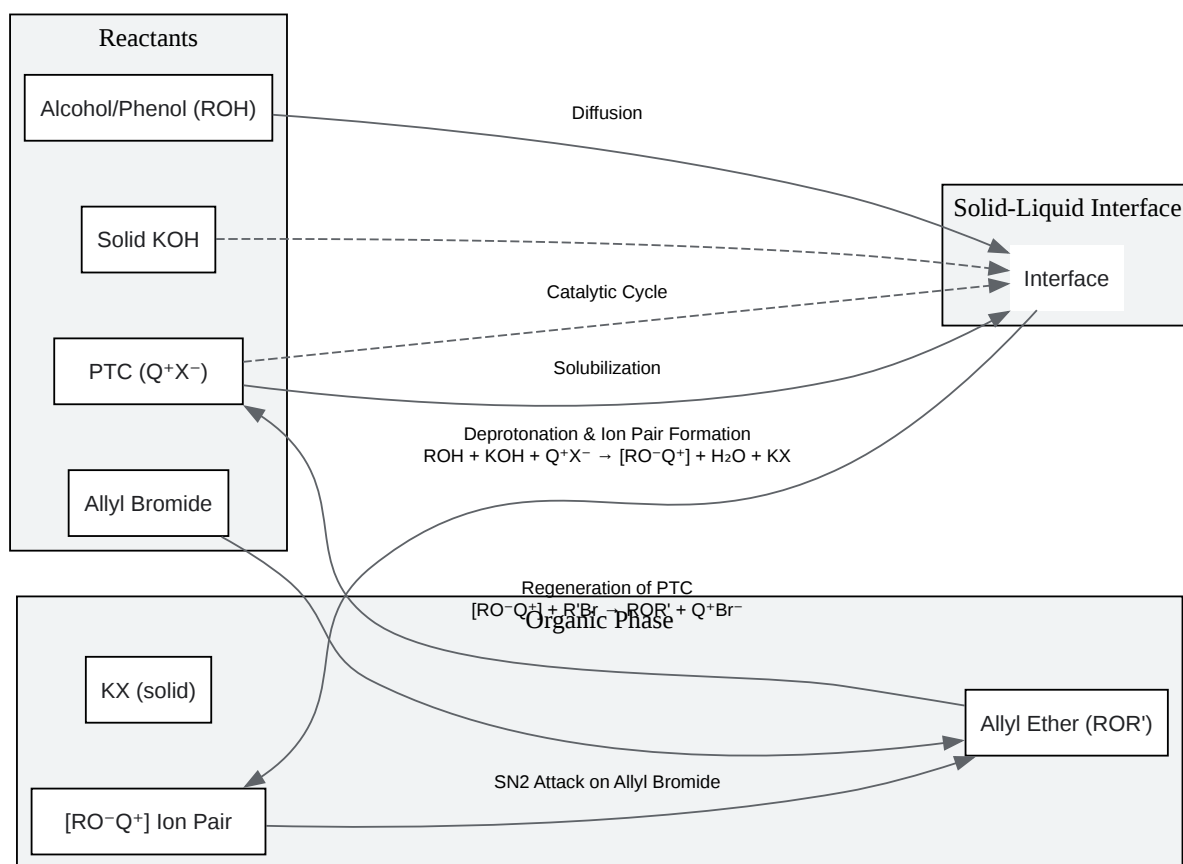 Reactants
Alcohol/Phenol (ROH)
Diffusion
Solid-Liquid Interface
Solid KOH
Interface
Catalytic Cycle
PTC (Q⁺X⁻)
Solubilization
Deprotonation & Ion Pair Formation
ROH + KOH + Q⁺X⁻ → [RO⁻Q⁺] + H₂O + KX
Allyl Bromide
Regeneration of PTC
[RO⁻Q⁺] + R'Br → ROR' + Q⁺Br⁻
Organic Phase
KX (solid)
Allyl Ether (ROR')
SN2 Attack on Allyl Bromide
[RO⁻Q⁺] Ion Pair